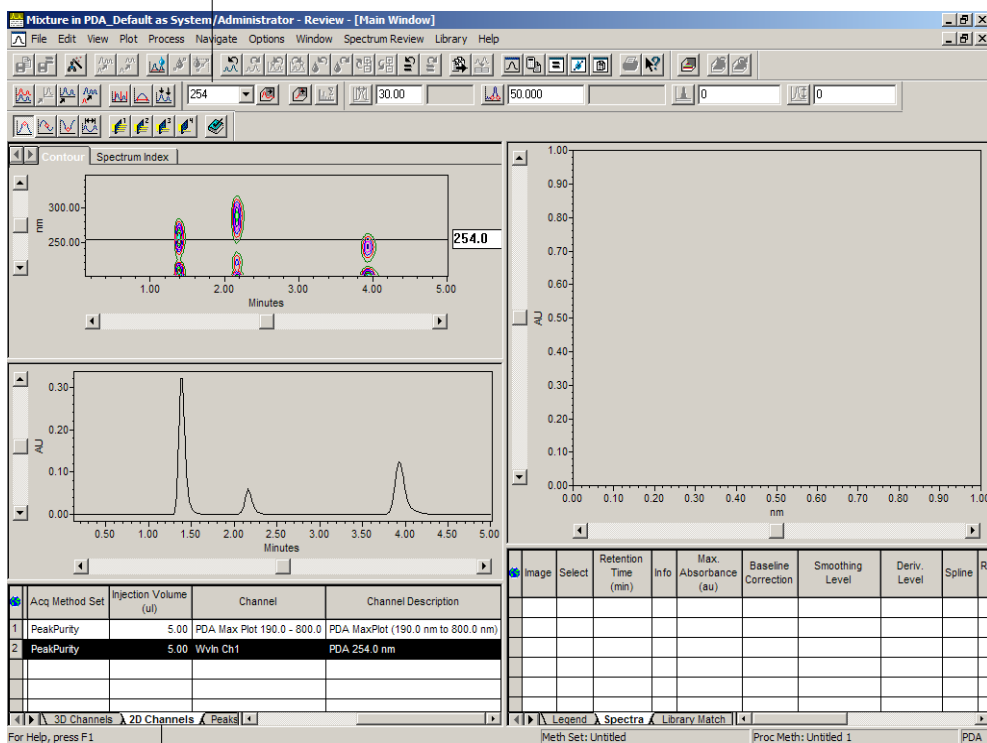 Mixture in PDA_Default as System/Administrator - Review - [Main Window]
File Edit View Plot Process Navigate Options Window Spectrum Review Library Help
254
30.00
50.000
0
0
Contour
Spectrum Index
300.00
250.00
nm
254.0
1.00 2.00 3.00 4.00 5.00
Minutes
0.30
0.20
0.10
0.00
AU
0.50 1.00 1.50 2.00 2.50 3.00 3.50 4.00 4.50 5.00
Minutes
Acq Method Set Injection Volume (ul) Channel Channel Description
1 PeakPurity 5.00 PDA Max Plot 190.0 - 800.0 PDA MaxPlot (190.0 nm to 800.0 nm)
2 PeakPurity 5.00 Wvln Ch1 PDA 254.0 nm
3D Channels 2D Channels Peaks
1.00
0.90
0.80
0.70
0.60
0.50
0.40
0.30
0.20
0.10
0.00
AU
0.00 0.10 0.20 0.30 0.40 0.50 0.60 0.70 0.80 0.90 1.00
nm
Image Select Retention Time (min) Info Max. Absorbance (au) Baseline Correction Smoothing Level Deriv. Level Spline R
Legend Spectra Library Match
For Help, press F1
Meth Set: Untitled
Proc Meth: Untitled 1
PDA